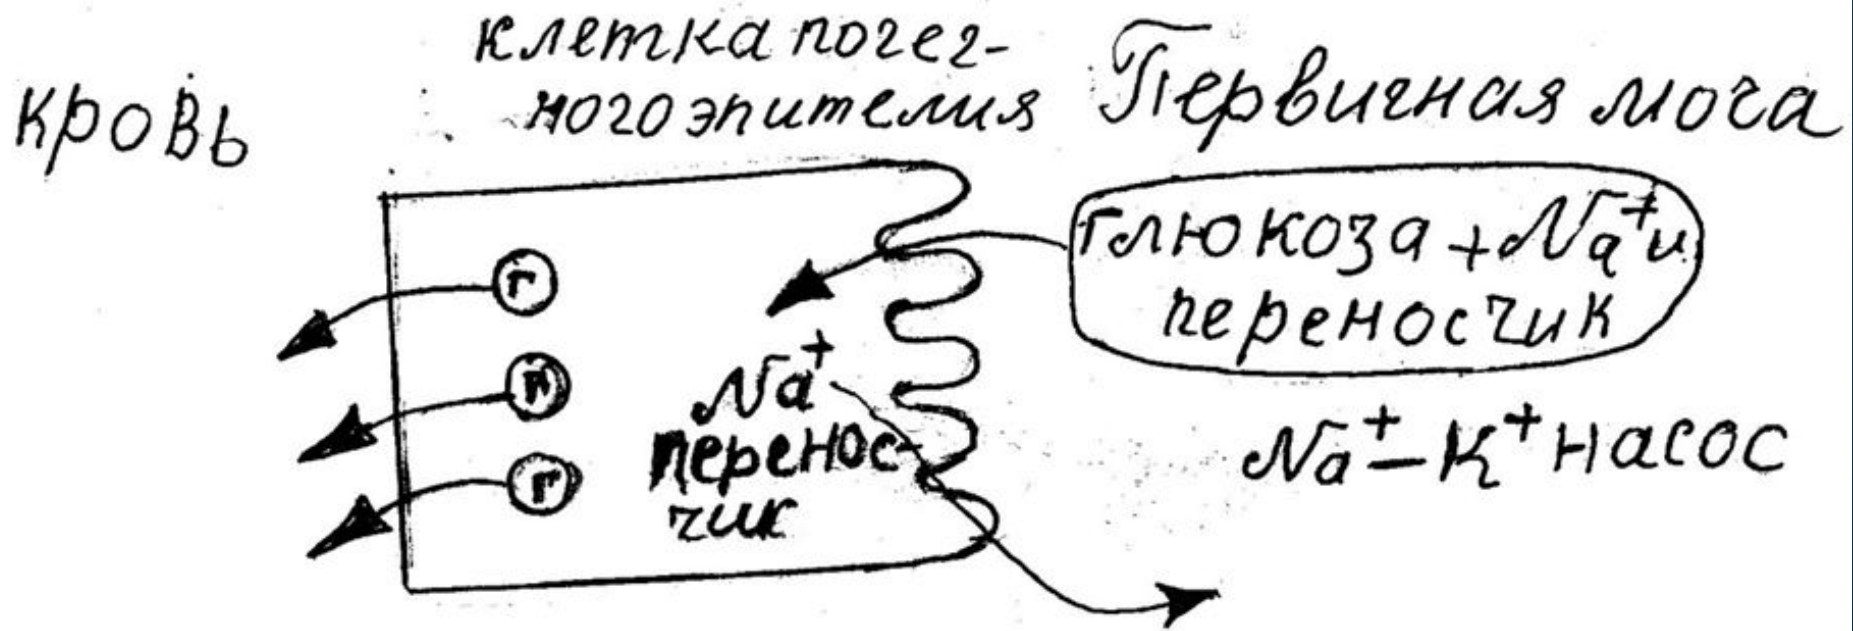 кровь
клетка почеч-
ного эпителия
Первичная моча
глюкоза + Na⁺ и
переносчик
г
п
г
Na⁺
перенос-
чик
Na⁺ – K⁺ насос